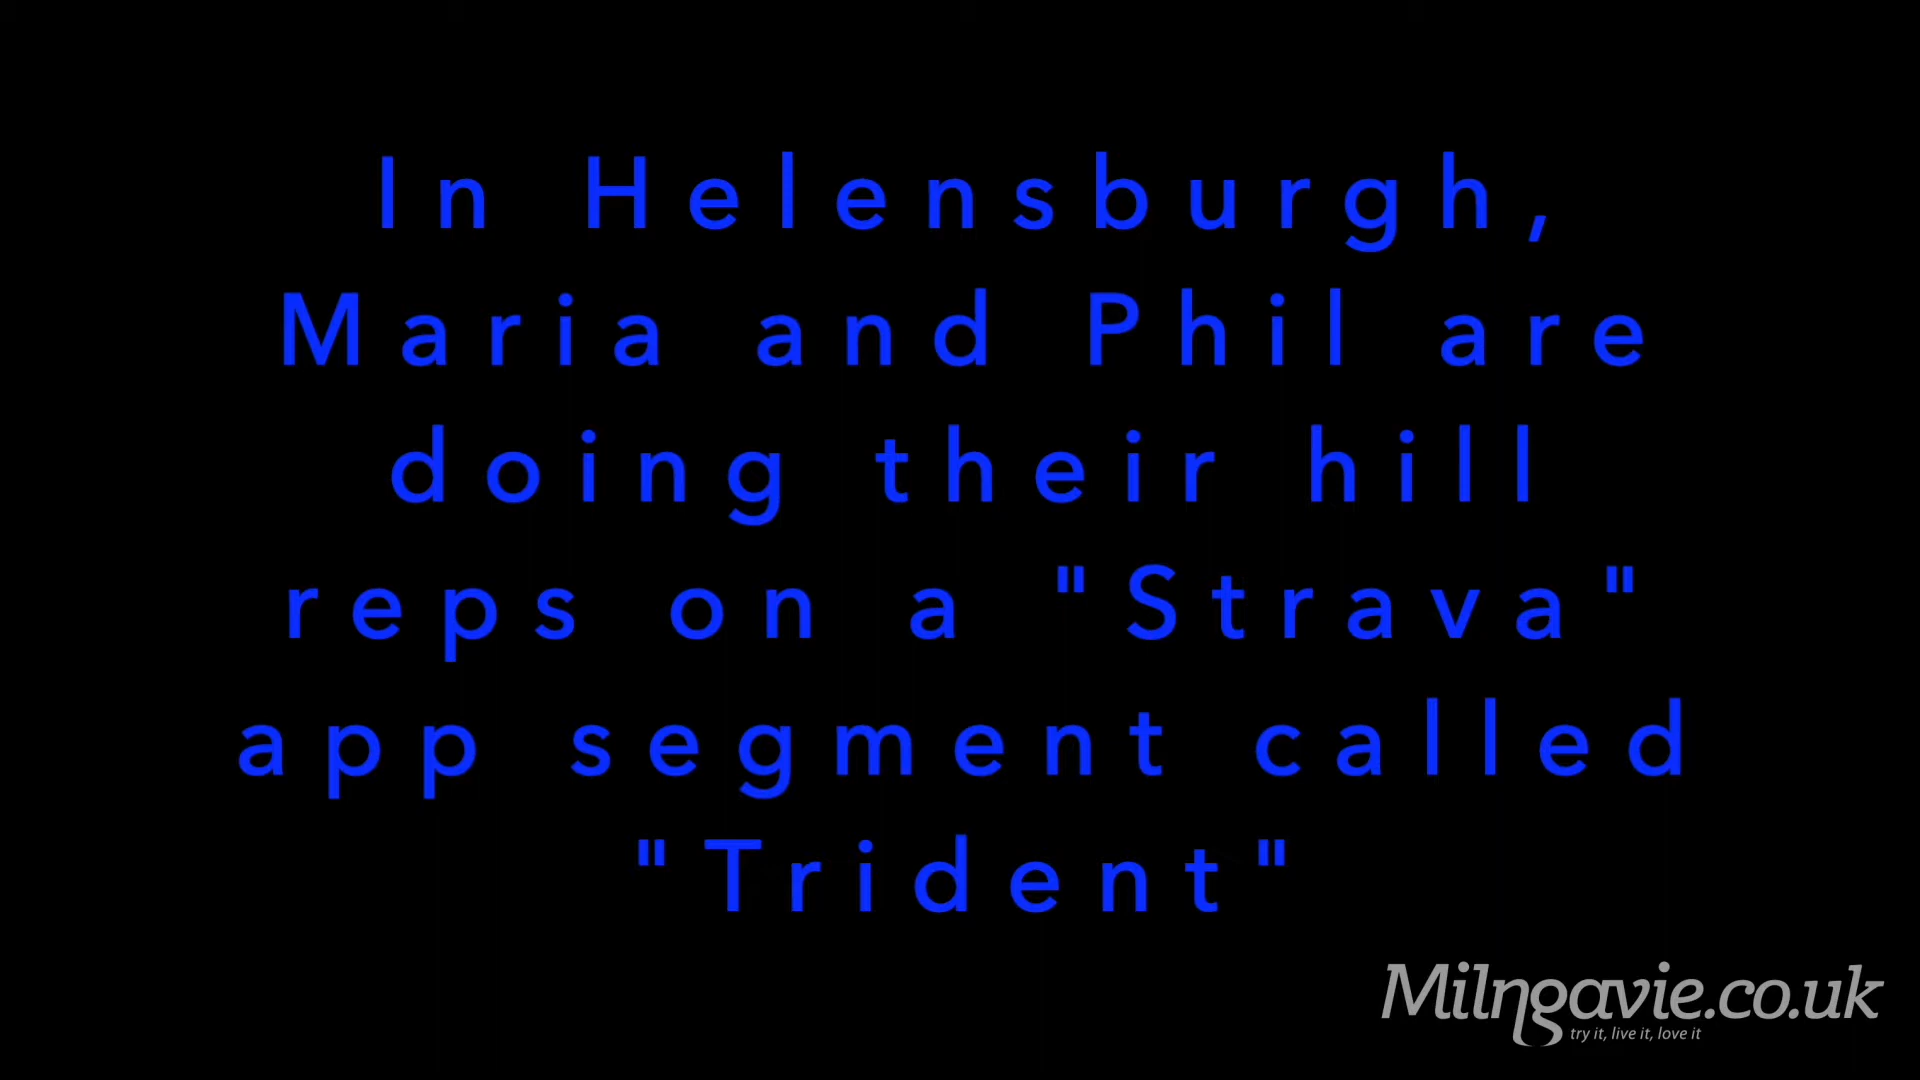 In Helensburgh,
Maria and Phil are
doing their hill
reps on a "Strava"
app segment called
"Trident"
Milngavie.co.uk
try it, live it, love it